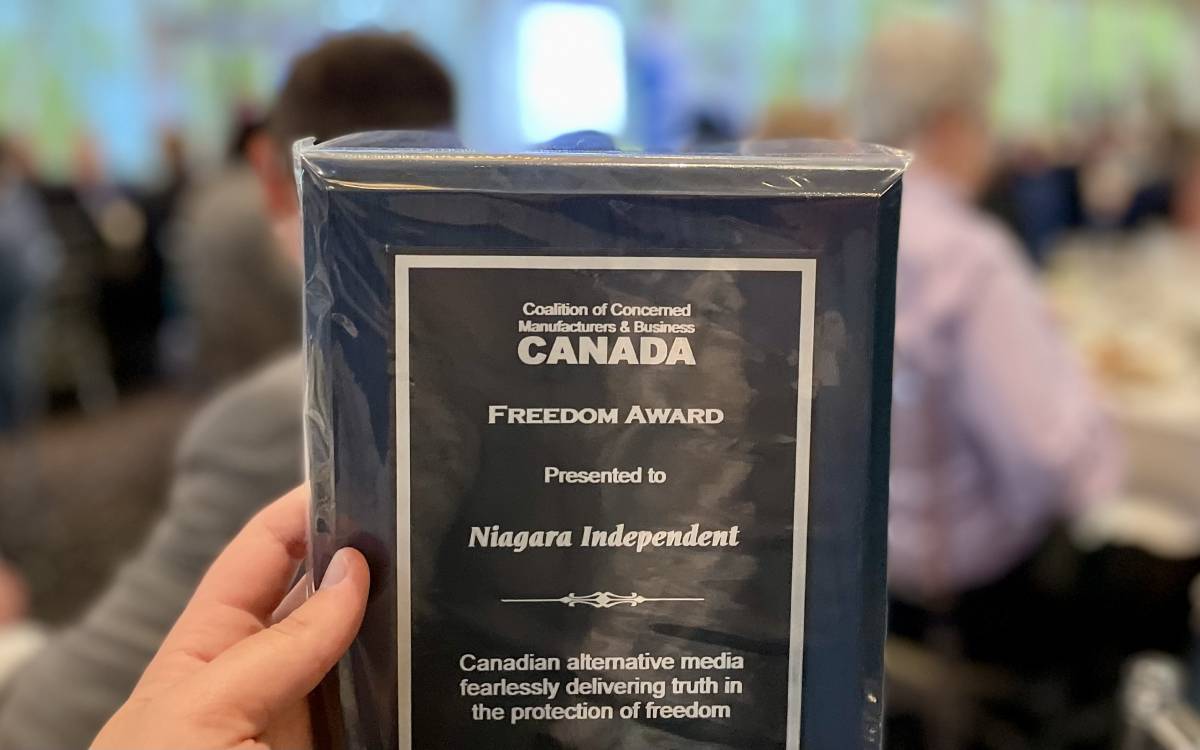 Coalition of Concerned
Manufacturers & Business
CANADA
FREEDOM AWARD
Presented to
Niagara Independent
Canadian alternative media
fearlessly delivering truth in
the protection of freedom